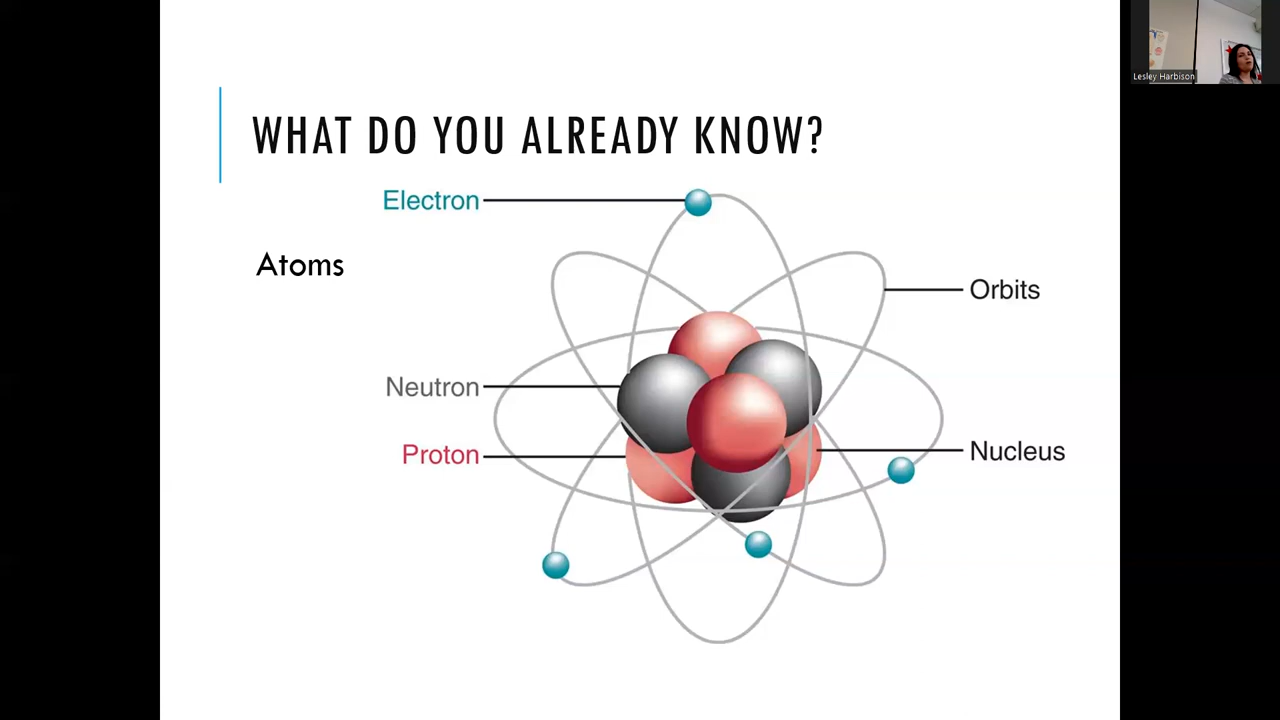 WHAT DO YOU ALREADY KNOW?
Electron
Atoms
Orbits
Neutron
Proton
Nucleus
Lesley Harbison